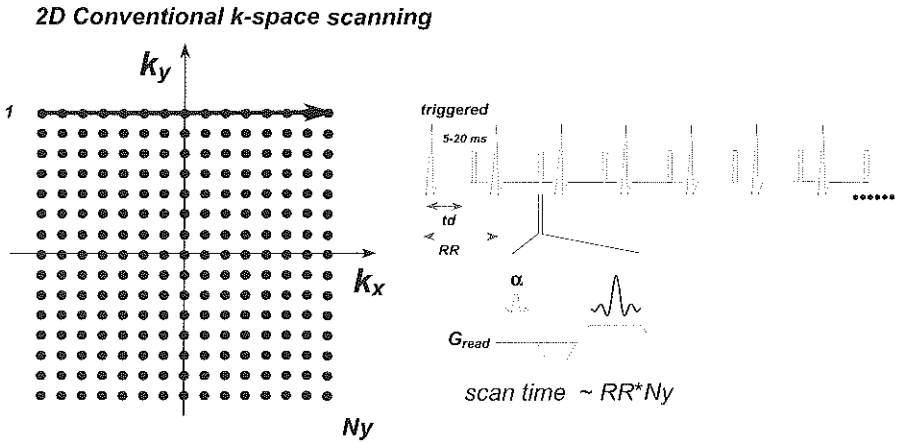 2D Conventional k-space scanning
ky
1
triggered
5-20 ms
td
RR
kx
α
Gread
scan time ~ RR*Ny
Ny